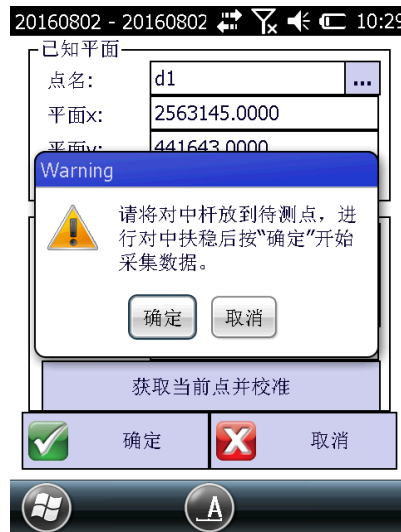 20160802 - 20160802 10:29
已知平面
点名: d1 ...
平面x: 2563145.0000
平面y: 441643.0000
Warning
请将对中杆放到待测点，进
行对中扶稳后按“确定”开始
采集数据。
确定 取消
获取当前点并校准
确定 取消
A